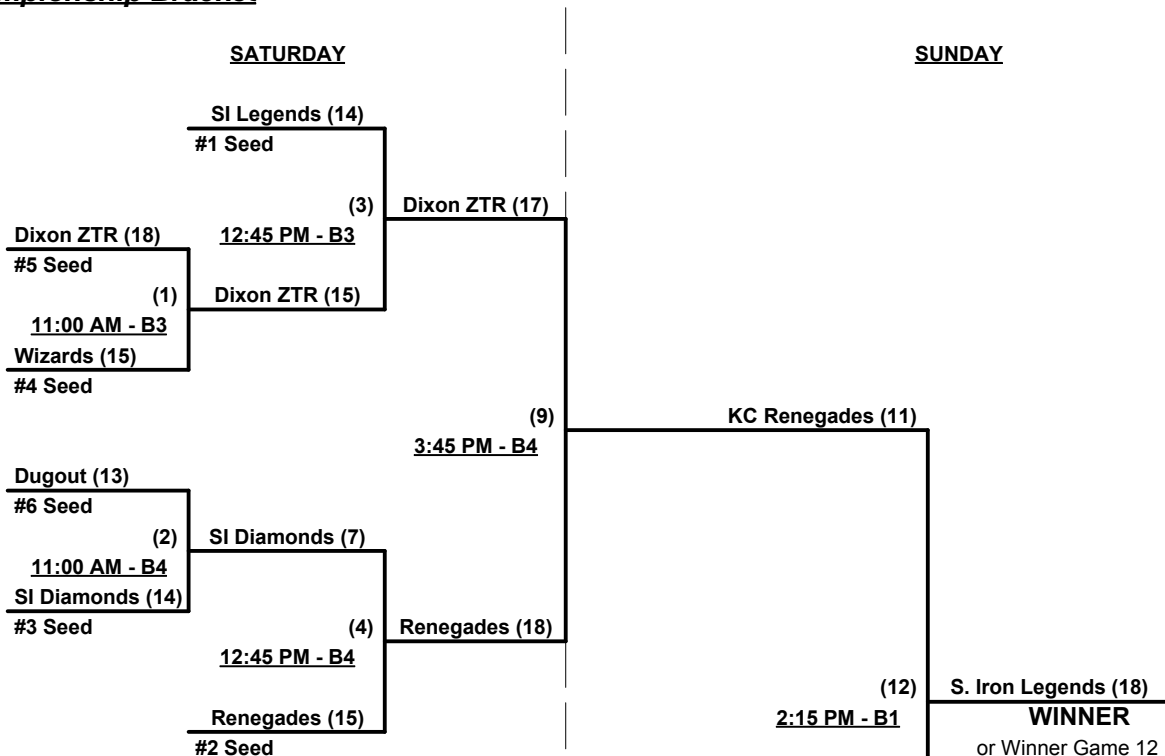 SATURDAY
SUNDAY
SI Legends (14)
#1 Seed
(3)
Dixon ZTR (17)
Dixon ZTR (18)
12:45 PM - B3
#5 Seed
(1)
Dixon ZTR (15)
11:00 AM - B3
Wizards (15)
#4 Seed
(9)
KC Renegades (11)
3:45 PM - B4
Dugout (13)
#6 Seed
(2)
SI Diamonds (7)
11:00 AM - B4
SI Diamonds (14)
#3 Seed
(4)
Renegades (18)
12:45 PM - B4
(12)
S. Iron Legends (18)
Renegades (15)
2:15 PM - B1
WINNER
#2 Seed
or Winner Game 12